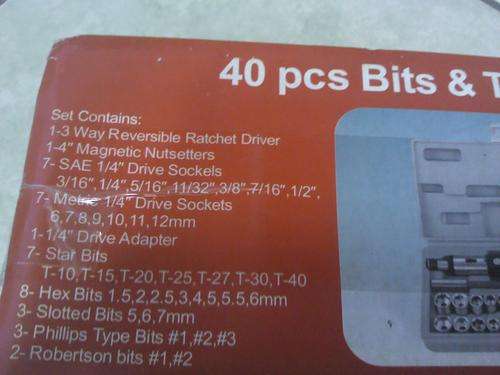 40 pcs Bits & T
Set Contains:
1-3 Way Reversible Ratchet Driver
1-4" Magnetic Nutsetters
7- SAE 1/4" Drive Sockels
3/16",1/4",5/16",11/32",3/8",7/16",1/2",
7- Metric 1/4" Drive Sockets
6,7,8,9,10,11,12mm
1-1/4" Drive Adapter
7- Star Bits
T-10,T-15,T-20,T-25,T-27,T-30,T-40
8- Hex Bits 1.5,2,2.5,3,4,5,5.5,6mm
3- Slotted Bits 5,6,7mm
3- Phillips Type Bits #1,#2,#3
2- Robertson bits #1,#2